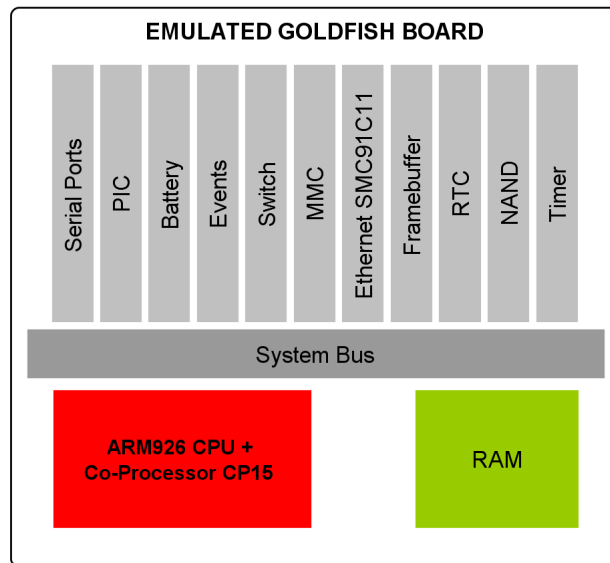 EMULATED GOLDFISH BOARD
Serial Ports
PIC
Battery
Events
Switch
MMC
Ethernet SMC91C11
Framebuffer
RTC
NAND
Timer
System Bus
ARM926 CPU +
Co-Processor CP15
RAM